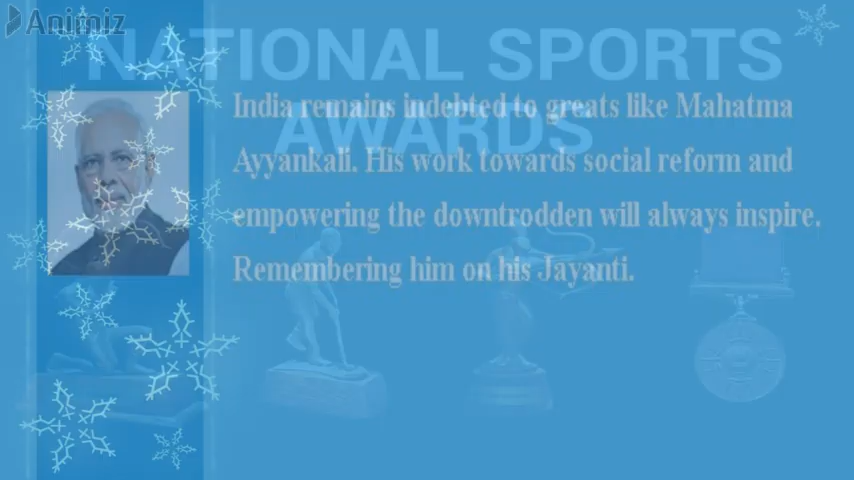 Animiz
NATIONAL SPORTS
AWARDS
India remains indebted to greats like Mahatma
Ayyankali. His work towards social reform and
empowering the downtrodden will always inspire.
Remembering him on his Jayanti.